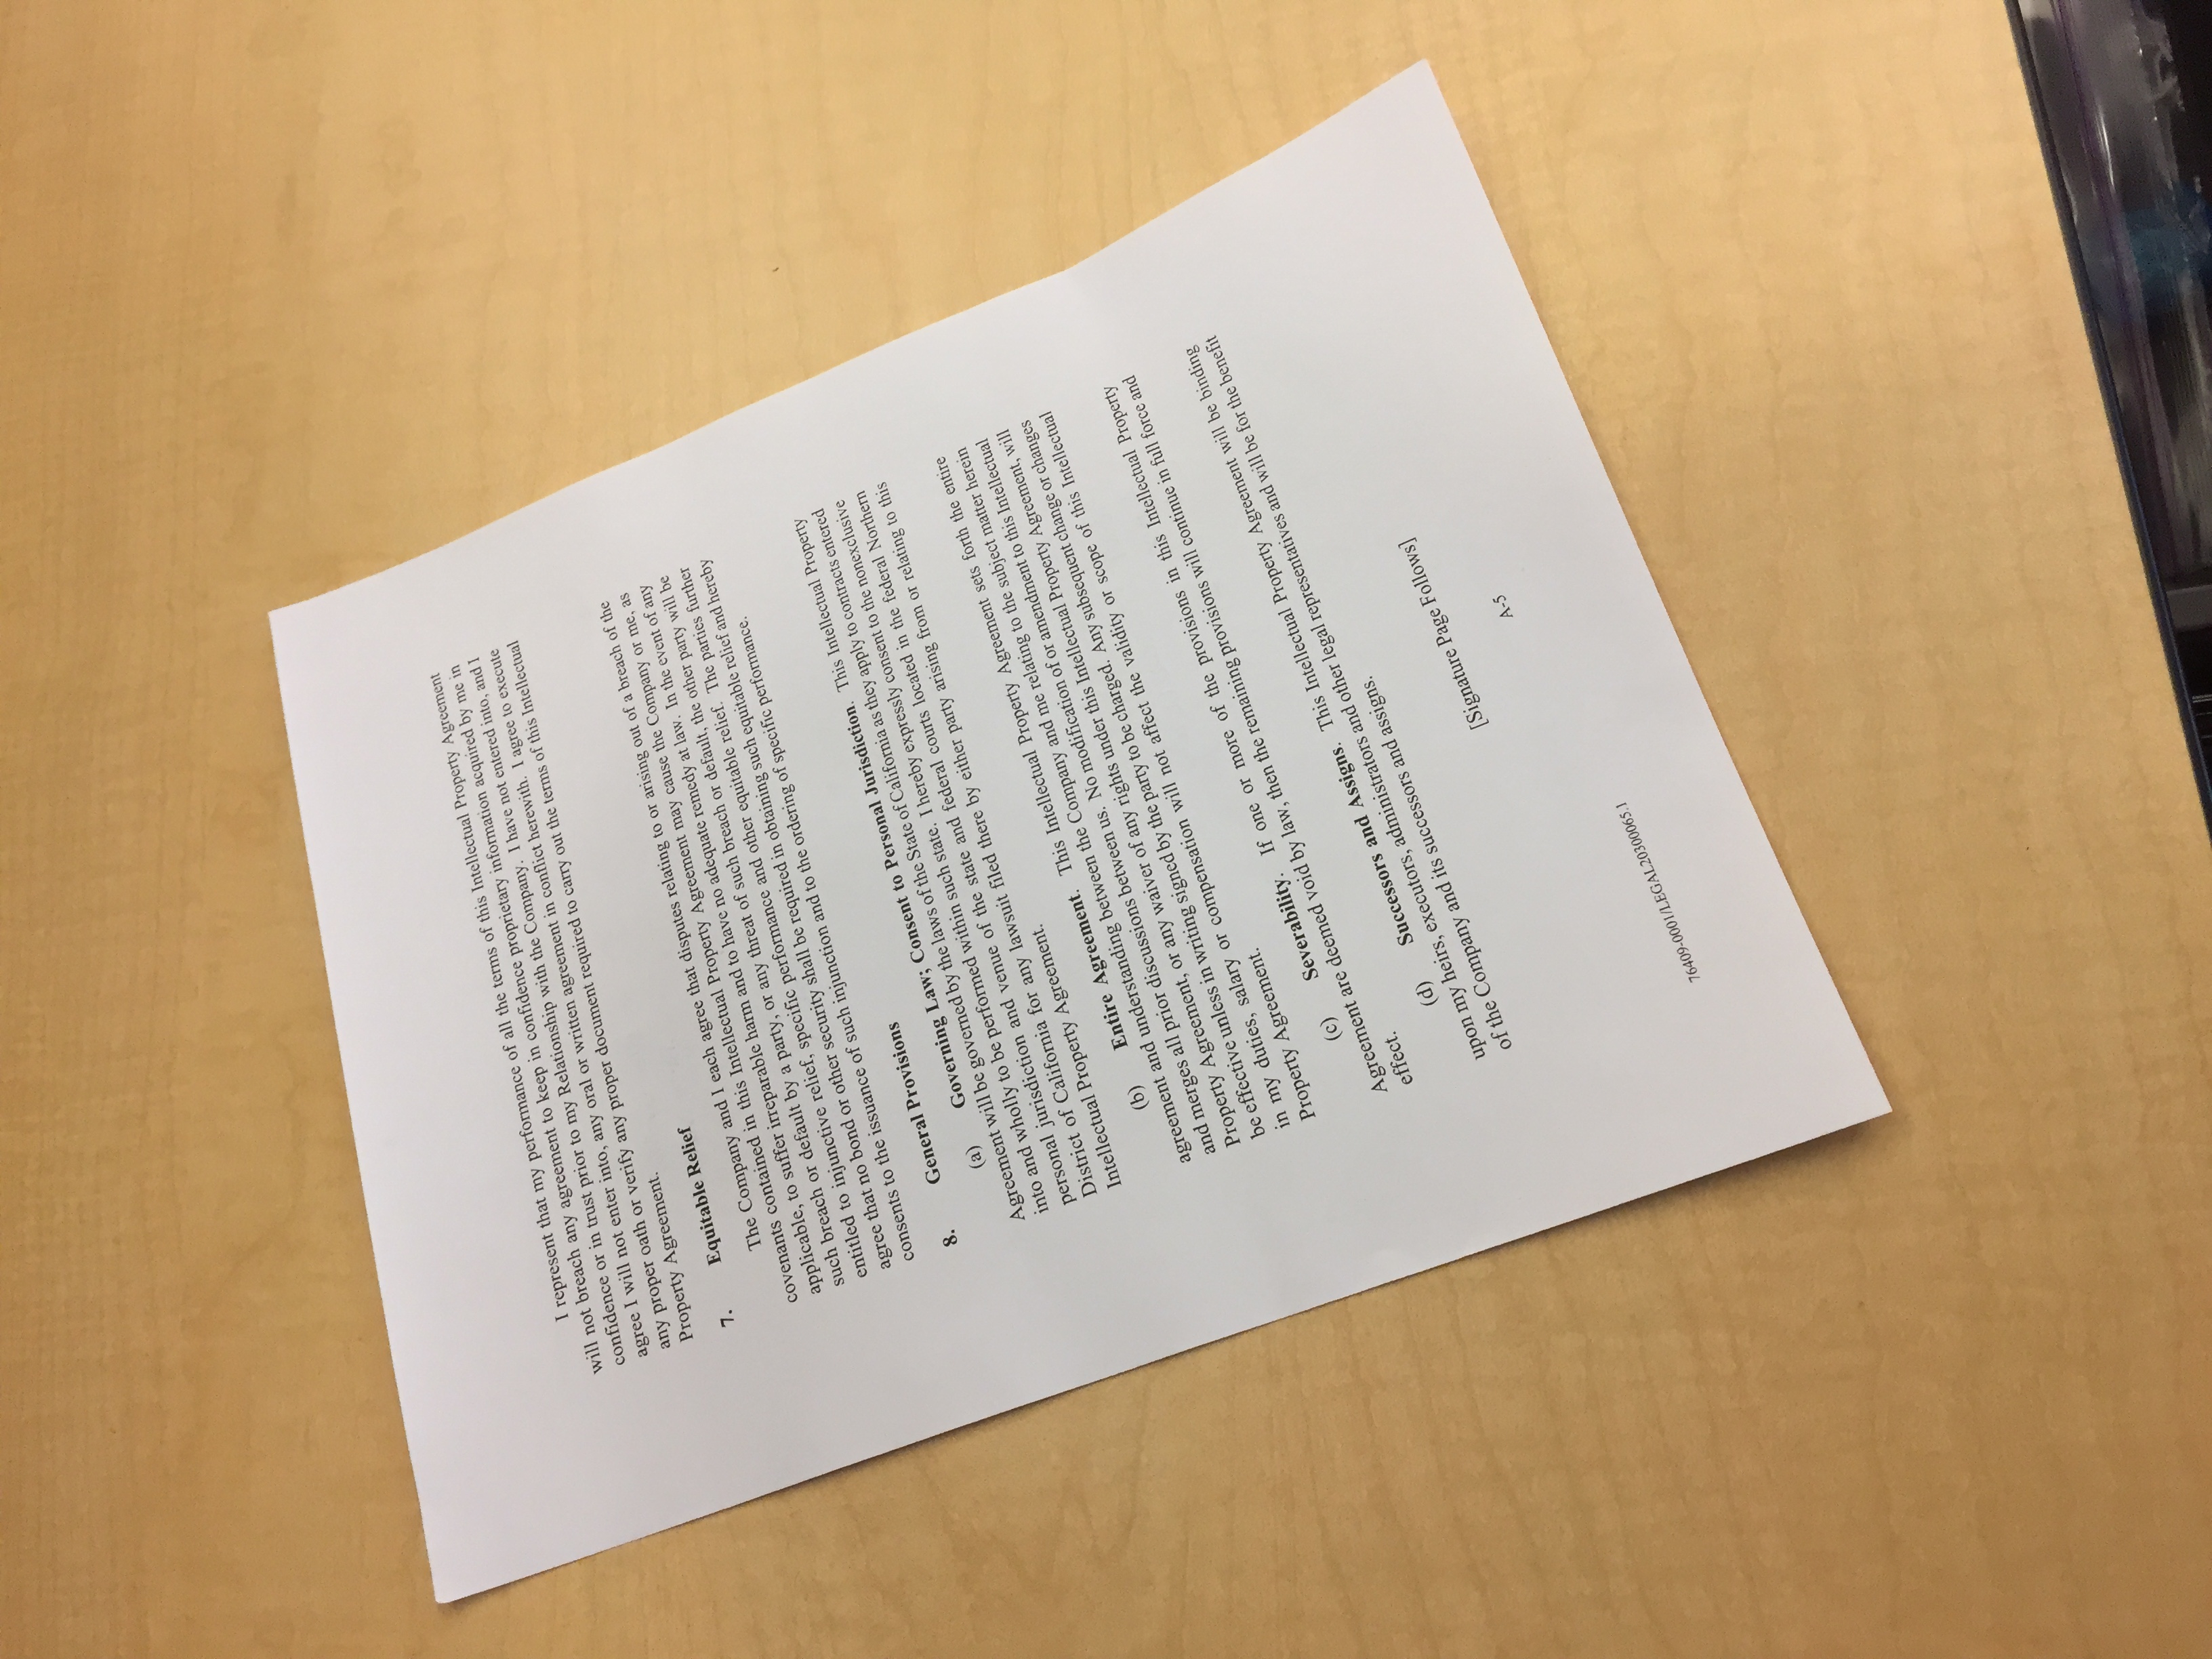 I represent that my performance of all the terms of this Intellectual Property Agreement
will not breach any agreement to keep in confidence proprietary information acquired by me in
confidence or in trust prior to my Relationship with the Company. I have not entered into, and I
agree I will not enter into, any oral or written agreement in conflict herewith. I agree to execute
any proper oath or verify any proper document required to carry out the terms of this Intellectual
Property Agreement.
7. Equitable Relief
The Company and I each agree that disputes relating to or arising out of a breach of the
covenants contained in this Intellectual Property Agreement may cause the Company or me, as
applicable, to suffer irreparable harm and to have no adequate remedy at law. In the event of any
such breach or default by a party, or any threat of such breach or default, the other party will be
entitled to injunctive relief, specific performance and other equitable relief. The parties further
agree that no bond or other security shall be required in obtaining such equitable relief and hereby
consents to the issuance of such injunction and to the ordering of specific performance.
8. General Provisions
(a) Governing Law; Consent to Personal Jurisdiction. This Intellectual Property
Agreement will be governed by the laws of the State of California as they apply to contracts entered
into and wholly to be performed within such state. I hereby expressly consent to the nonexclusive
personal jurisdiction and venue of the state and federal courts located in the federal Northern
District of California for any lawsuit filed there by either party arising from or relating to this
Intellectual Property Agreement.
(b) Entire Agreement. This Intellectual Property Agreement sets forth the entire
agreement and understanding between the Company and me relating to the subject matter herein
and merges all prior discussions between us. No modification of or amendment to this Intellectual
Property Agreement, or any waiver of any rights under this Intellectual Property Agreement, will
be effective unless in writing signed by the party to be charged. Any subsequent change or changes
in my duties, salary or compensation will not affect the validity or scope of this Intellectual
Property Agreement.
(c) Severability. If one or more of the provisions in this Intellectual Property
Agreement are deemed void by law, then the remaining provisions will continue in full force and
effect.
(d) Successors and Assigns. This Intellectual Property Agreement will be binding
upon my heirs, executors, administrators and other legal representatives and will be for the benefit
of the Company and its successors and assigns.
[Signature Page Follows]
A-5
76409-0001/LEGAL20300065.1